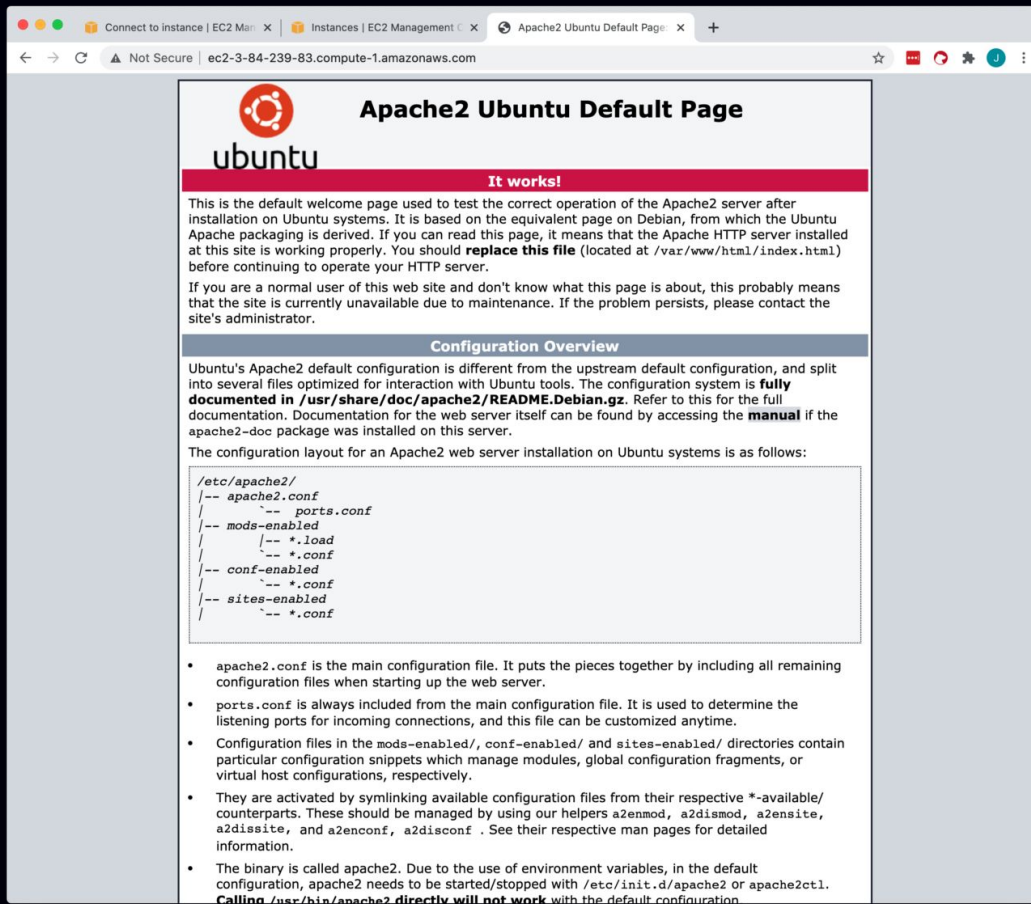 Connect to instance | EC2 Man
Instances | EC2 Management C
Apache2 Ubuntu Default Page:
Not Secure | ec2-3-84-239-83.compute-1.amazonaws.com
J
ubuntu
Apache2 Ubuntu Default Page
It works!
This is the default welcome page used to test the correct operation of the Apache2 server after
installation on Ubuntu systems. It is based on the equivalent page on Debian, from which the Ubuntu
Apache packaging is derived. If you can read this page, it means that the Apache HTTP server installed
at this site is working properly. You should replace this file (located at /var/www/html/index.html)
before continuing to operate your HTTP server.
If you are a normal user of this web site and don't know what this page is about, this probably means
that the site is currently unavailable due to maintenance. If the problem persists, please contact the
site's administrator.
Configuration Overview
Ubuntu's Apache2 default configuration is different from the upstream default configuration, and split
into several files optimized for interaction with Ubuntu tools. The configuration system is fully
documented in /usr/share/doc/apache2/README.Debian.gz. Refer to this for the full
documentation. Documentation for the web server itself can be found by accessing the manual if the
apache2-doc package was installed on this server.
The configuration layout for an Apache2 web server installation on Ubuntu systems is as follows:
/etc/apache2/
|-- apache2.conf
|       `--  ports.conf
|-- mods-enabled
|       |-- *.load
|       `-- *.conf
|-- conf-enabled
|       `-- *.conf
|-- sites-enabled
|       `-- *.conf
• apache2.conf is the main configuration file. It puts the pieces together by including all remaining
configuration files when starting up the web server.
• ports.conf is always included from the main configuration file. It is used to determine the
listening ports for incoming connections, and this file can be customized anytime.
• Configuration files in the mods-enabled/, conf-enabled/ and sites-enabled/ directories contain
particular configuration snippets which manage modules, global configuration fragments, or
virtual host configurations, respectively.
• They are activated by symlinking available configuration files from their respective *-available/
counterparts. These should be managed by using our helpers a2enmod, a2dismod, a2ensite,
a2dissite, and a2enconf, a2disconf . See their respective man pages for detailed
information.
• The binary is called apache2. Due to the use of environment variables, in the default
configuration, apache2 needs to be started/stopped with /etc/init.d/apache2 or apache2ctl.
Calling /usr/bin/apache2 directly will not work with the default configuration.